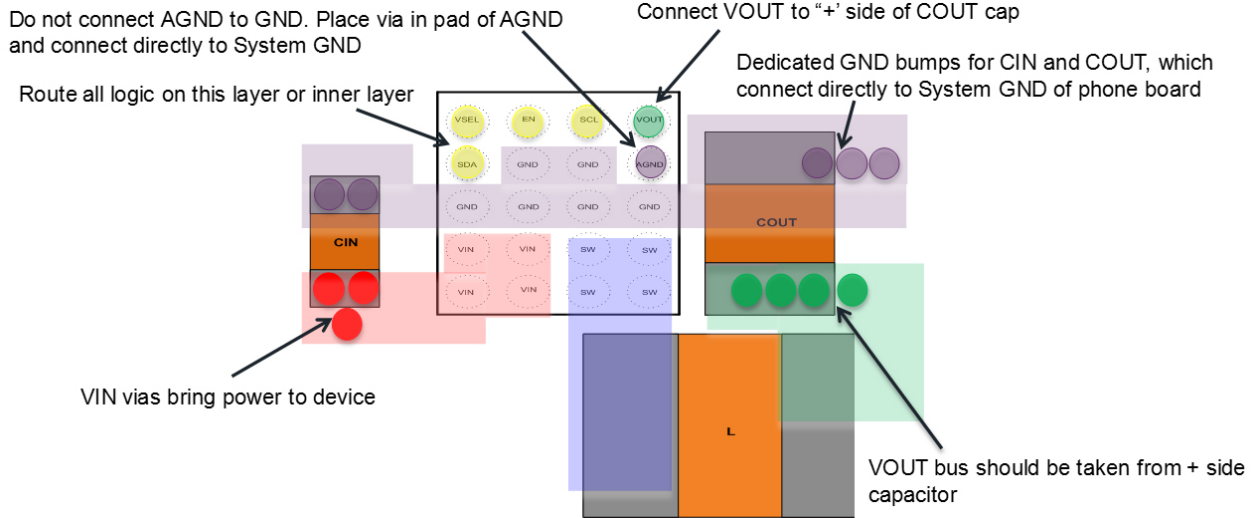 Do not connect AGND to GND. Place via in pad of AGND
and connect directly to System GND
Connect VOUT to “+’ side of COUT cap
Dedicated GND bumps for CIN and COUT, which
connect directly to System GND of phone board
Route all logic on this layer or inner layer
VSEL EN SCL VOUT
SDA GND GND AGND
GND GND GND GND
VIN VIN SW SW
VIN VIN SW SW
CIN
COUT
L
VIN vias bring power to device
VOUT bus should be taken from + side
capacitor